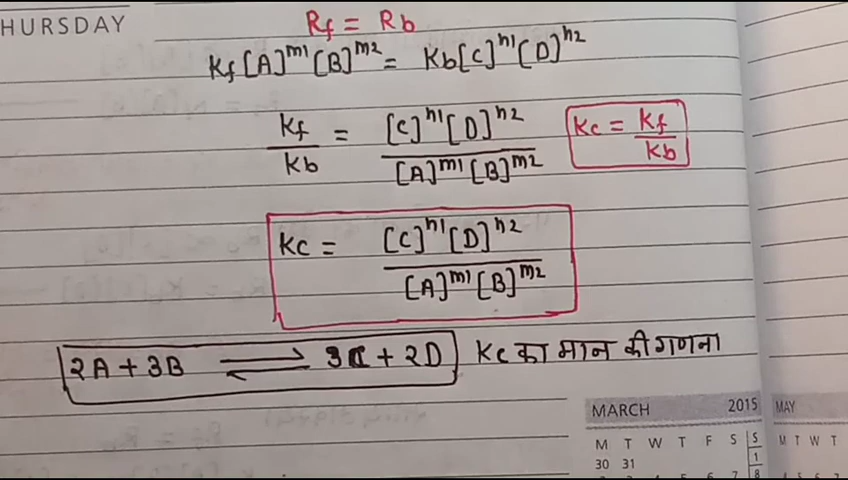 HURSDAY
Rf = Rb
Kf[A]^m1[B]^m2 = Kb[C]^n1[D]^n2
Kf/Kb = [C]^n1[D]^n2/[A]^m1[B]^m2
Kc = Kf/Kb
Kc = [C]^n1[D]^n2/[A]^m1[B]^m2
2A + 3B ⇌ 3C + 2D Kc का मान की गणना
MARCH 2015 MAY
M T W T F S S M T W T
30 31 1
7 8